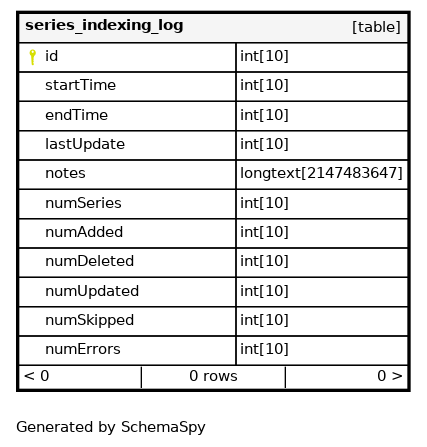 series_indexing_log [table]
id int[10]
startTime int[10]
endTime int[10]
lastUpdate int[10]
notes longtext[2147483647]
numSeries int[10]
numAdded int[10]
numDeleted int[10]
numUpdated int[10]
numSkipped int[10]
numErrors int[10]
< 0 0 rows 0 >
Generated by SchemaSpy